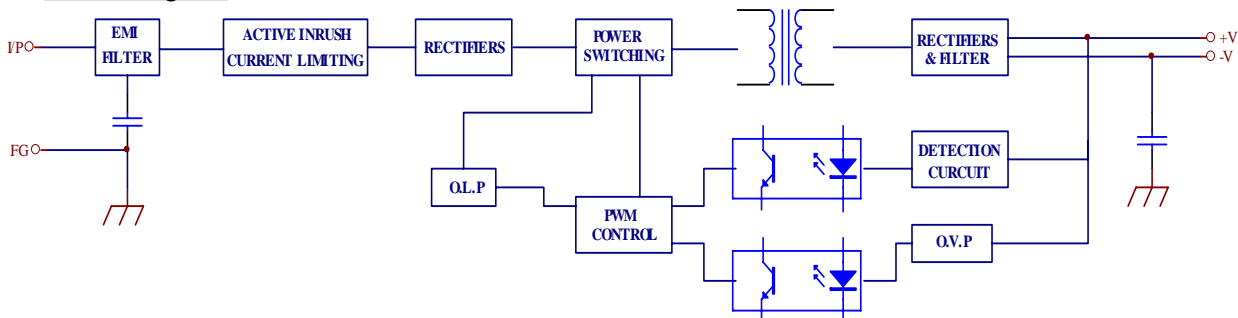 I/P
EMI
FILTER
ACTIVE INRUSH
CURRENT LIMITING
RECTIFIERS
POWER
SWITCHING
RECTIFIERS
& FILTER
+V
-V
FG
O.L.P
PWM
CONTROL
DETECTION
CURCUIT
O.V.P